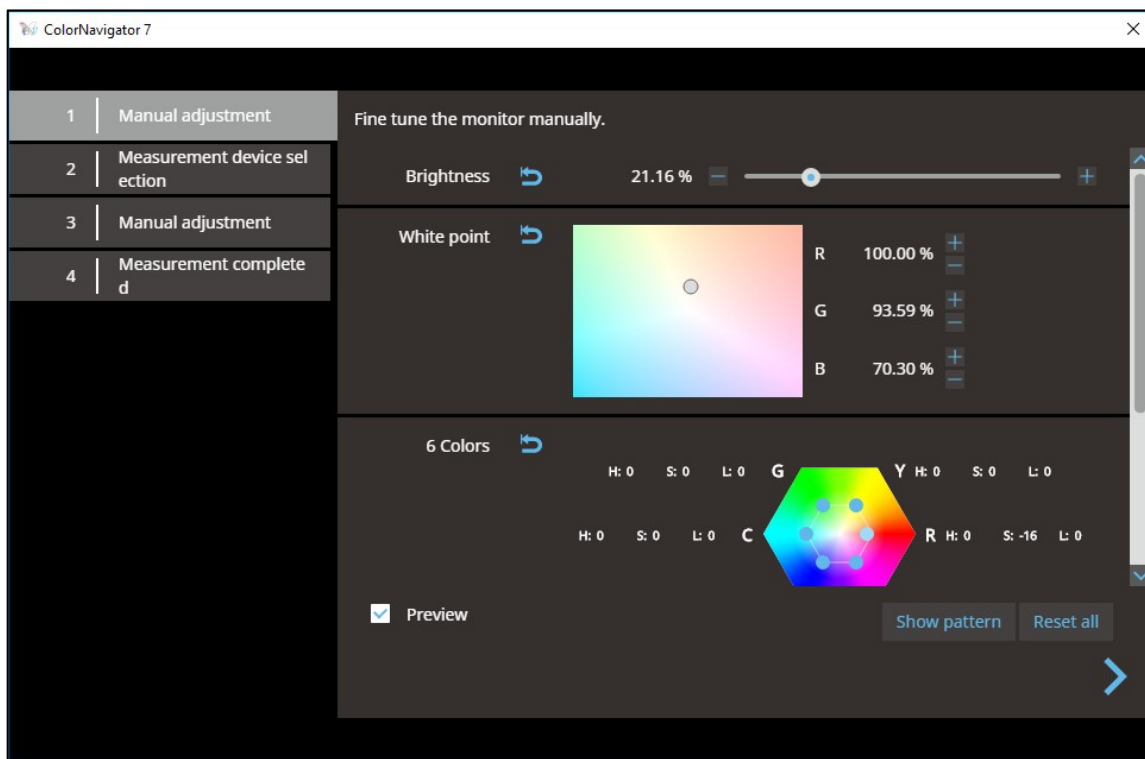 ColorNavigator 7
1 Manual adjustment
2 Measurement device sel
ection
3 Manual adjustment
4 Measurement complete
d
Fine tune the monitor manually.
Brightness 21.16 %
White point
R 100.00 %
G 93.59 %
B 70.30 %
6 Colors
H: 0 S: 0 L: 0 G Y H: 0 S: 0 L: 0
H: 0 S: 0 L: 0 C R H: 0 S: -16 L: 0
Preview
Show pattern Reset all